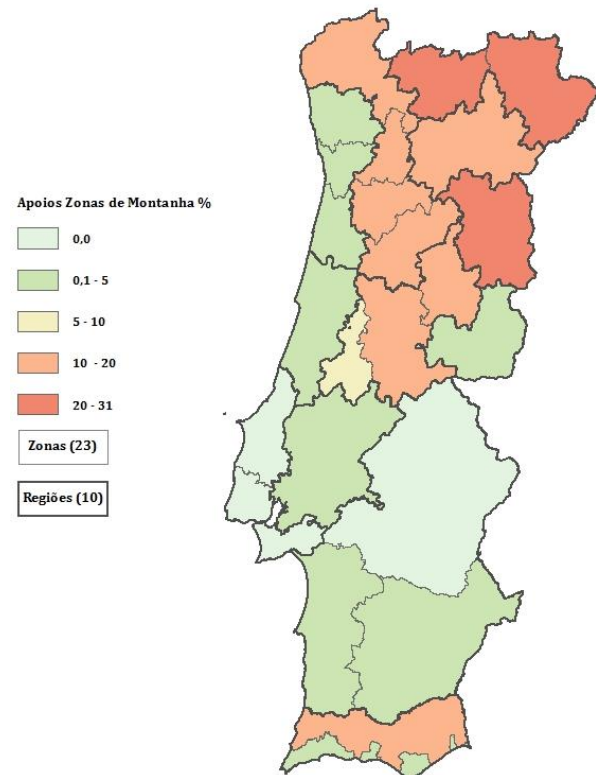 Apoios Zonas de Montanha %
0,0
0,1 - 5
5 - 10
10 - 20
20 - 31
Zonas (23)
Regiões (10)